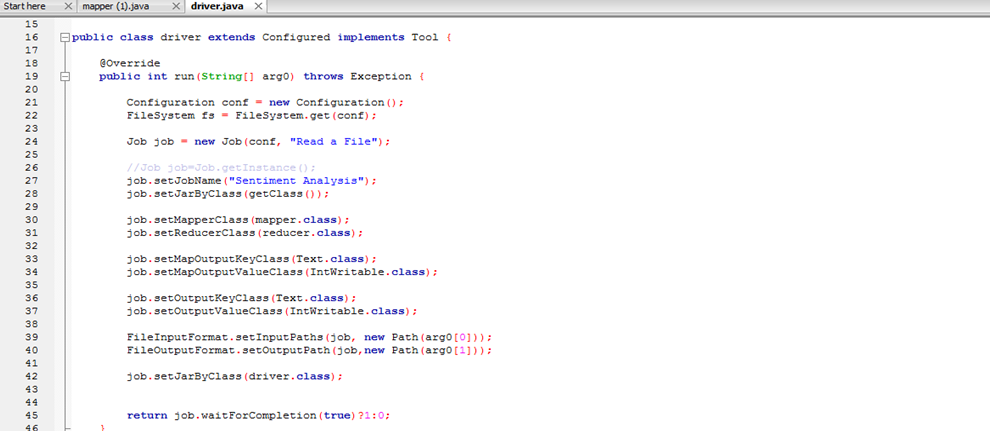 Start here mapper (1).java driver.java
15
16 public class driver extends Configured implements Tool {
17
18 @Override
19 public int run(String[] arg0) throws Exception {
20
21 Configuration conf = new Configuration();
22 FileSystem fs = FileSystem.get(conf);
23
24 Job job = new Job(conf, "Read a File");
25
26 //Job job=Job.getInstance();
27 job.setJobName("Sentiment Analysis");
28 job.setJarByClass(getClass());
29
30 job.setMapperClass(mapper.class);
31 job.setReducerClass(reducer.class);
32
33 job.setMapOutputKeyClass(Text.class);
34 job.setMapOutputValueClass(IntWritable.class);
35
36 job.setOutputKeyClass(Text.class);
37 job.setOutputValueClass(IntWritable.class);
38
39 FileInputFormat.setInputPaths(job, new Path(arg0[0]));
40 FileOutputFormat.setOutputPath(job,new Path(arg0[1]));
41
42 job.setJarByClass(driver.class);
43
44
45 return job.waitForCompletion(true)?1:0;
46 }